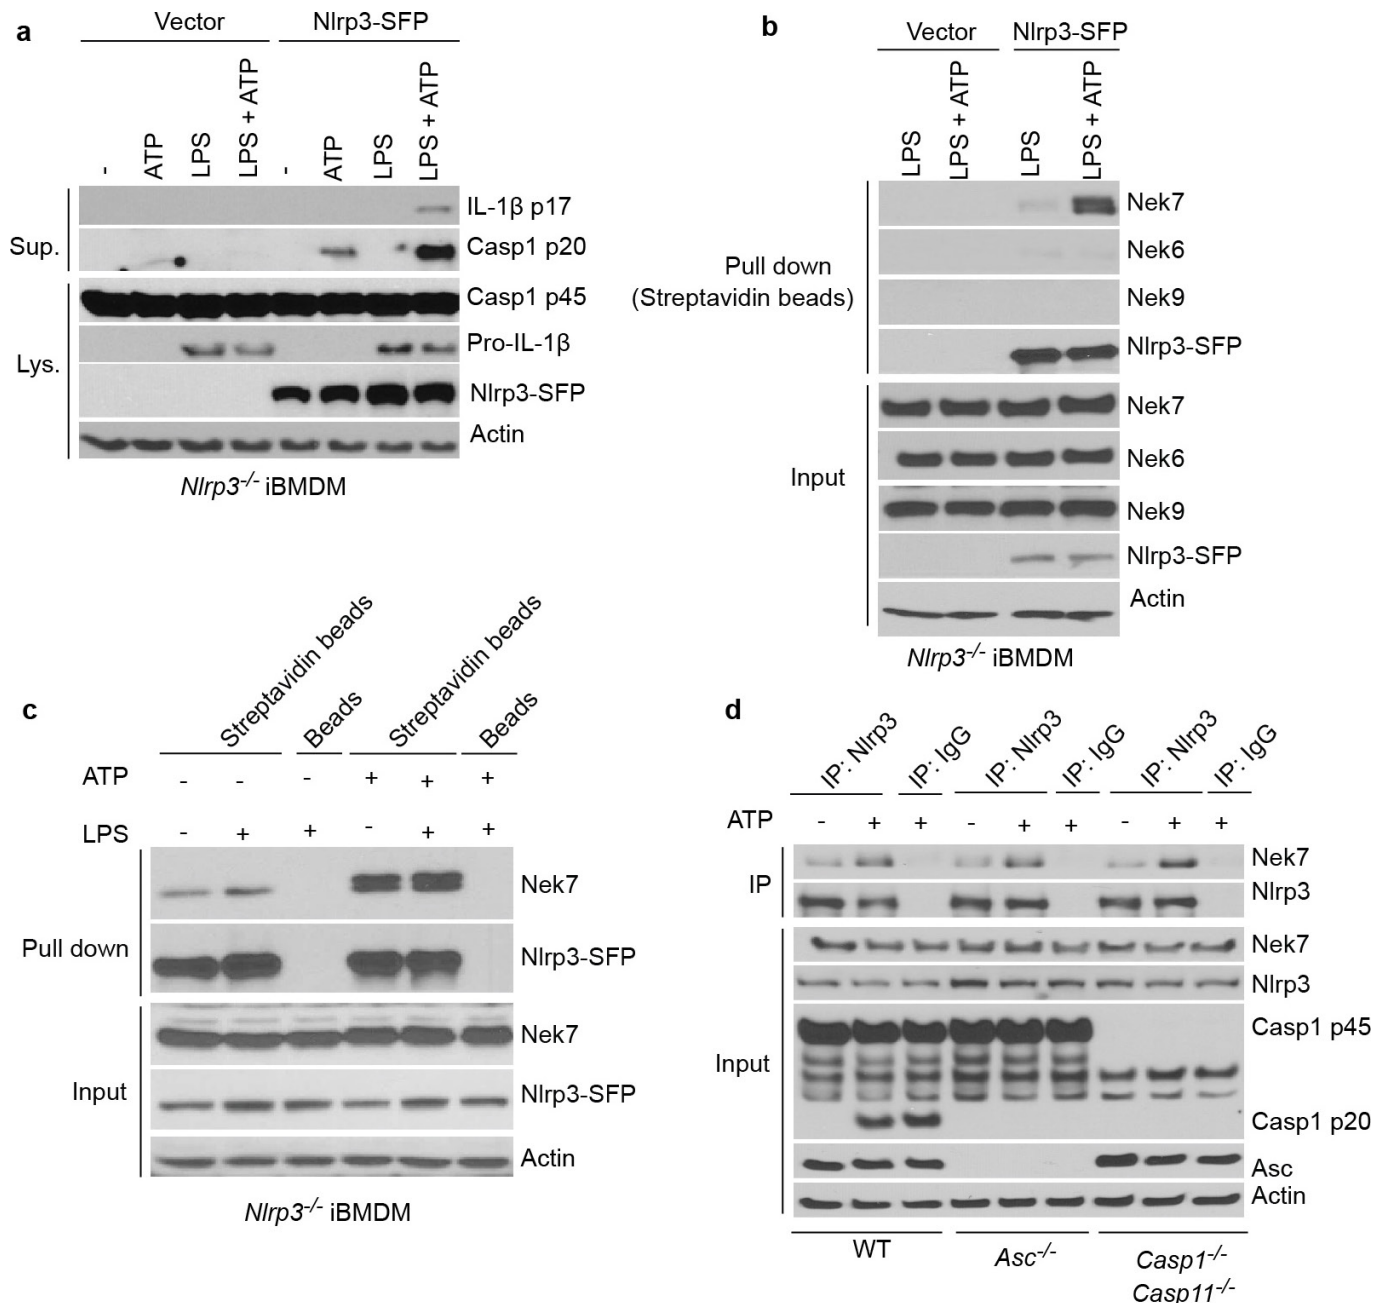 a
Vector
Nlrp3-SFP
-
ATP
LPS
LPS + ATP
-
ATP
LPS
LPS + ATP
Sup.
IL-1β p17
Casp1 p20
Lys.
Casp1 p45
Pro-IL-1β
Nlrp3-SFP
Actin
Nlrp3-/- iBMDM
b
Vector
Nlrp3-SFP
LPS
LPS + ATP
LPS
LPS + ATP
Pull down
(Streptavidin beads)
Nek7
Nek6
Nek9
Nlrp3-SFP
Input
Nek7
Nek6
Nek9
Nlrp3-SFP
Actin
Nlrp3-/- iBMDM
c
Streptavidin beads
Beads
Streptavidin beads
Beads
ATP - - - + + +
LPS - + + - + +
Pull down
Nek7
Nlrp3-SFP
Input
Nek7
Nlrp3-SFP
Actin
Nlrp3-/- iBMDM
d
IP: Nlrp3
IP: IgG
IP: Nlrp3
IP: IgG
IP: Nlrp3
IP: IgG
ATP - + + - + + - + +
IP
Nek7
Nlrp3
Input
Nek7
Nlrp3
Casp1 p45
Casp1 p20
Asc
Actin
WT
Asc-/-
Casp1-/-
Casp11-/-